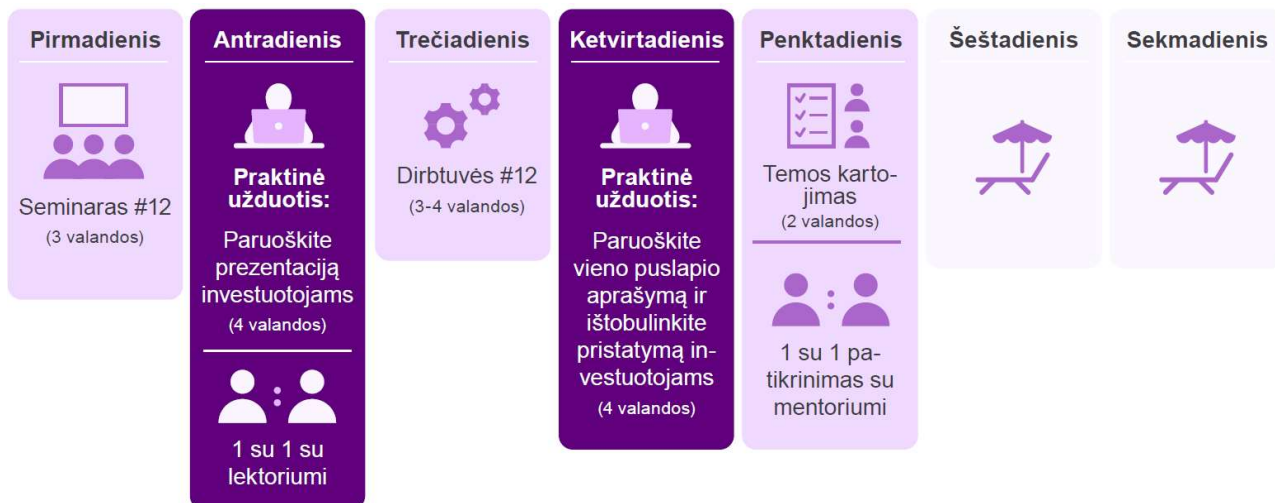 Pirmadienis
Seminaras #12
(3 valandos)
Antradienis
Praktinė
užduotis:
Paruoškite
prezentaciją
investuotojams
(4 valandos)
1 su 1 su
lektoriumi
Trečiadienis
Dirbtuvės #12
(3-4 valandos)
Ketvirtadienis
Praktinė
užduotis:
Paruoškite
vieno puslapio
aprašymą ir
ištobulinkite
pristatymą in-
vestuotojams
(4 valandos)
Penktadienis
Temos karto-
jimas
(2 valandos)
1 su 1 pa-
tikrinimas su
mentoriumi
Šeštadienis
Sekmadienis